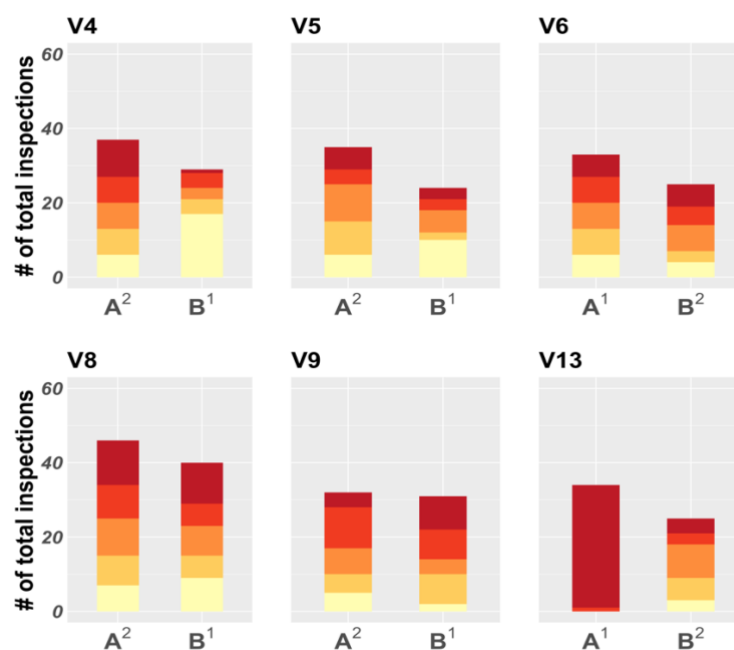 V4 V5 V6
# of total inspections
60
40
20
0
A² B¹ A² B¹ A¹ B²
V8 V9 V13
# of total inspections
60
40
20
0
A² B¹ A² B¹ A¹ B²